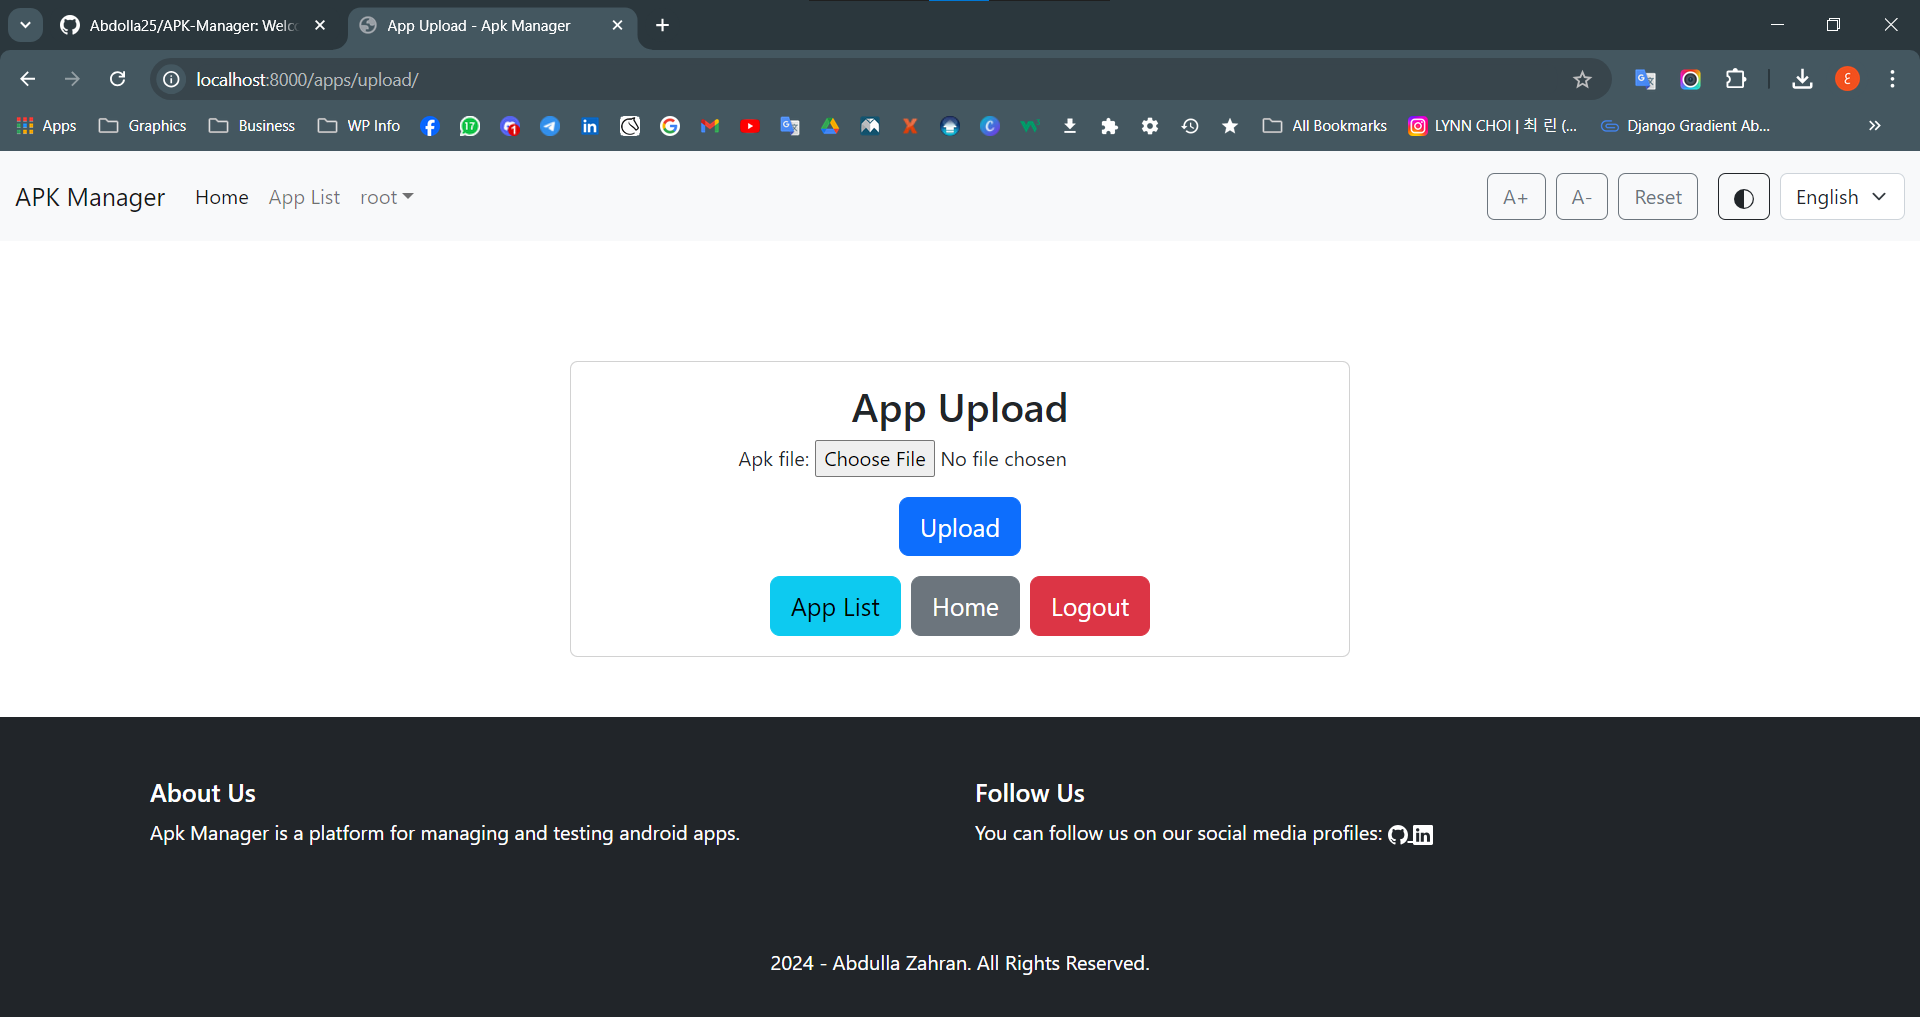 Abdolla25/APK-Manager: Welco
App Upload - Apk Manager
localhost:8000/apps/upload/
Apps
Graphics
Business
WP Info
All Bookmarks
LYNN CHOI | 최 린 (...
Django Gradient Ab...
APK Manager
Home
App List
root
A+
A-
Reset
English
App Upload
Apk file: Choose File No file chosen
Upload
App List
Home
Logout
About Us
Apk Manager is a platform for managing and testing android apps.
Follow Us
You can follow us on our social media profiles:
2024 - Abdulla Zahran. All Rights Reserved.